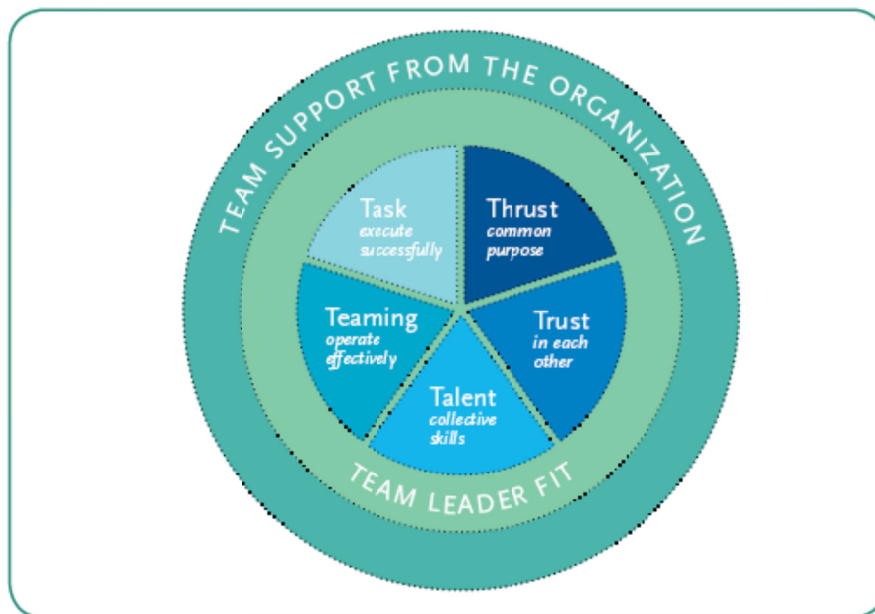 TEAM SUPPORT FROM THE ORGANIZATION
Task
execute
successfully
Thrust
common
purpose
Teaming
operate
effectively
Trust
in each
other
Talent
collective
skills
TEAM LEADER FIT